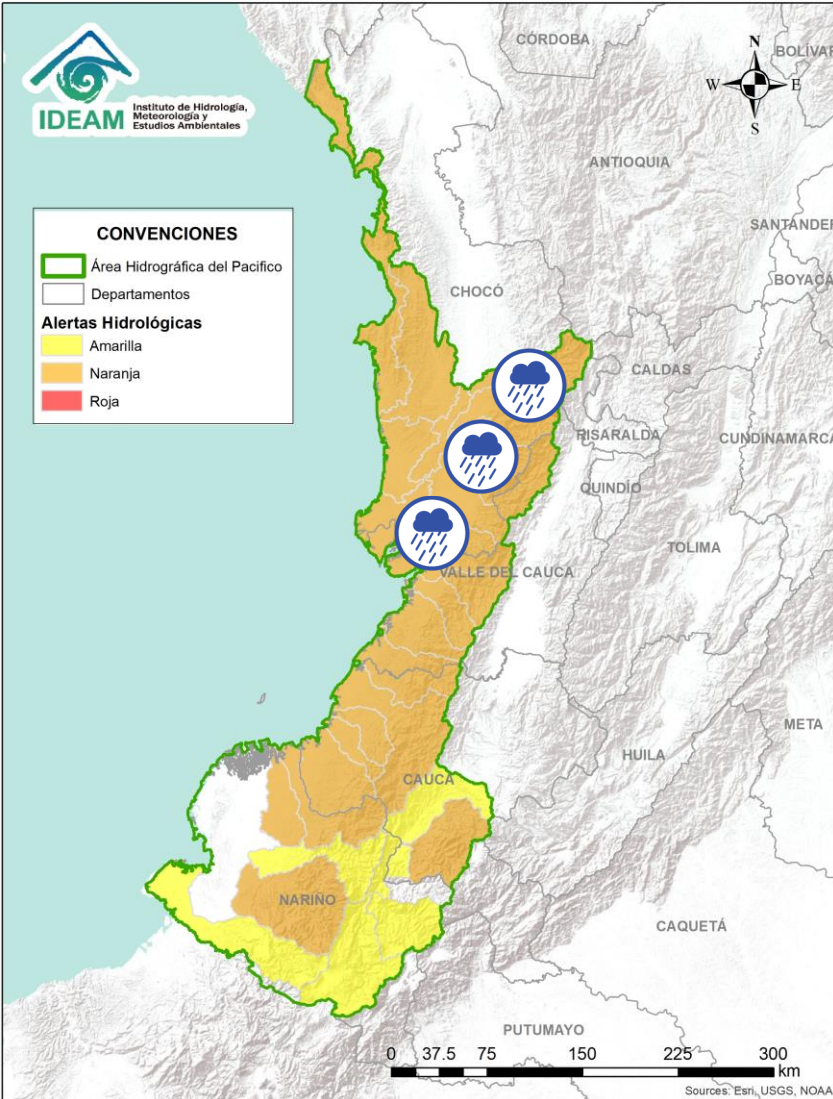 IDEAM
Instituto de Hidrología,
Meteorología y
Estudios Ambientales
N
W
E
S
CONVENCIONES
Área Hidrográfica del Pacifico
Departamentos
Alertas Hidrológicas
Amarilla
Naranja
Roja
CÓRDOBA
BOLÍVAR
ANTIOQUIA
SANTANDER
BOYACÁ
CHOCÓ
CALDAS
RISARALDA
CUNDINAMARCA
QUINDÍO
TOLIMA
VALLE DEL CAUCA
META
HUILA
CAUCA
NARIÑO
CAQUETÁ
PUTUMAYO
0 37.5 75 150 225 300
km
Sources: Esri, USGS, NOAA